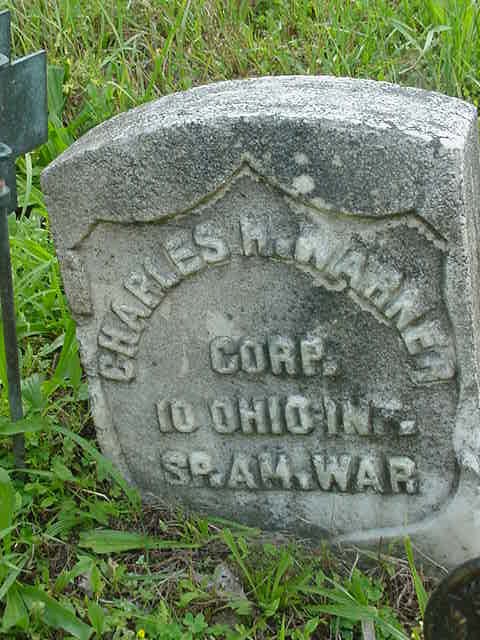 CHARLES H. WARNER
CORP.
10 OHIO INF.
SP. AM. WAR